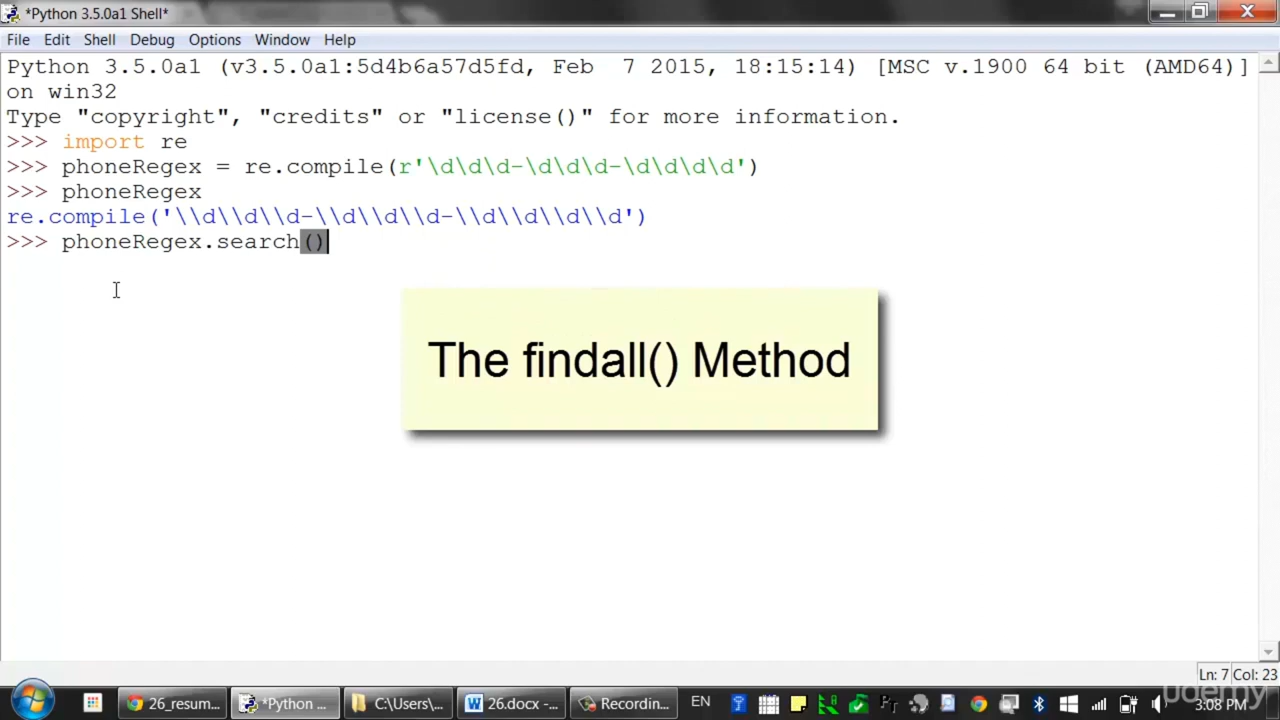 *Python 3.5.0a1 Shell*
File Edit Shell Debug Options Window Help
Python 3.5.0a1 (v3.5.0a1:5d4b6a57d5fd, Feb  7 2015, 18:15:14) [MSC v.1900 64 bit (AMD64)]
on win32
Type "copyright", "credits" or "license()" for more information.
>>> import re
>>> phoneRegex = re.compile(r'\d\d\d-\d\d\d-\d\d\d\d')
>>> phoneRegex
re.compile('\\d\\d\\d-\\d\\d\\d-\\d\\d\\d\\d')
>>> phoneRegex.search()
The findall() Method
Ln: 7 Col: 23
26_resum... *Python ... C:\Users\... 26.docx -... Recordin... EN 3:08 PM
udemy